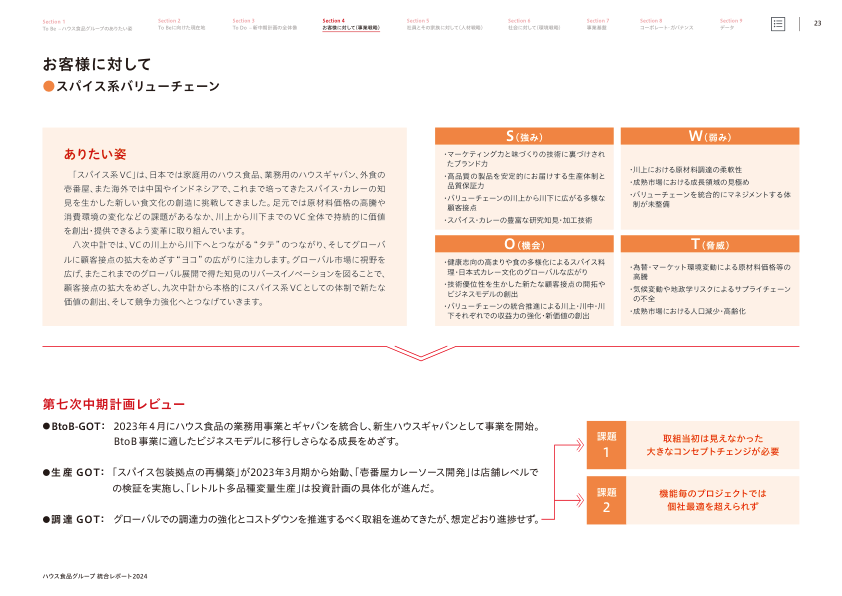 Section 1
To Be －ハウス食品グループのありたい姿
Section 2
To Beに向けた現在地
Section 3
To Do －新中期計画の全体像
Section 4
お客様に対して（事業戦略）
Section 5
社員とその家族に対して（人材戦略）
Section 6
社会に対して（環境戦略）
Section 7
事業基盤
Section 8
コーポレート・ガバナンス
Section 9
データ
23
お客様に対して
●スパイス系バリューチェーン
ありたい姿
「スパイス系VC」は、日本では家庭用のハウス食品、業務用のハウスギャバン、外食の
壱番屋、また海外では中国やインドネシアで、これまで培ってきたスパイス・カレーの知
見を生かした新しい食文化の創造に挑戦してきました。足元では原材料価格の高騰や
消費環境の変化などの課題があるなか、川上から川下までのVC全体で持続的に価値
を創出・提供できるよう変革に取り組んでいます。
八次中計では、VCの川上から川下へとつながる“タテ”のつながり、そしてグローバ
ルに顧客接点の拡大をめざす“ヨコ”の広がりに注力します。グローバル市場に視野を
広げ、またこれまでのグローバル展開で得た知見のリバースイノベーションを図ることで、
顧客接点の拡大をめざし、九次中計から本格的にスパイス系VCとしての体制で新たな
価値の創出、そして競争力強化へとつなげていきます。
S（強み）
・マーケティング力と味づくりの技術に裏づけされ
たブランド力
・高品質の製品を安定的にお届けする生産体制と
品質保証力
・バリューチェーンの川上から川下に広がる多様な
顧客接点
・スパイス・カレーの豊富な研究知見・加工技術
W（弱み）
・川上における原材料調達の柔軟性
・成熟市場における成長領域の見極め
・バリューチェーンを統合的にマネジメントする体
制が未整備
O（機会）
・健康志向の高まりや食の多様化によるスパイス料
理・日本式カレー文化のグローバルな広がり
・技術優位性を生かした新たな顧客接点の開拓や
ビジネスモデルの創出
・バリューチェーンの統合推進による川上・川中・川
下それぞれでの収益力の強化・新価値の創出
T（脅威）
・為替・マーケット環境変動による原材料価格等の
高騰
・気候変動や地政学リスクによるサプライチェーン
の不全
・成熟市場における人口減少・高齢化
第七次中期計画レビュー
●BtoB-GOT： 2023年4月にハウス食品の業務用事業とギャバンを統合し、新生ハウスギャバンとして事業を開始。
BtoB事業に適したビジネスモデルに移行しさらなる成長をめざす。
●生産GOT： 「スパイス包装拠点の再構築」が2023年3月期から始動、「壱番屋カレーソース開発」は店舗レベルで
の検証を実施し、「レトルト多品種変量生産」は投資計画の具体化が進んだ。
●調達GOT： グローバルでの調達力の強化とコストダウンを推進するべく取組を進めてきたが、想定どおり進捗せず。
課題
1
取組当初は見えなかった
大きなコンセプトチェンジが必要
課題
2
機能毎のプロジェクトでは
個社最適を超えられず
ハウス食品グループ 統合レポート2024